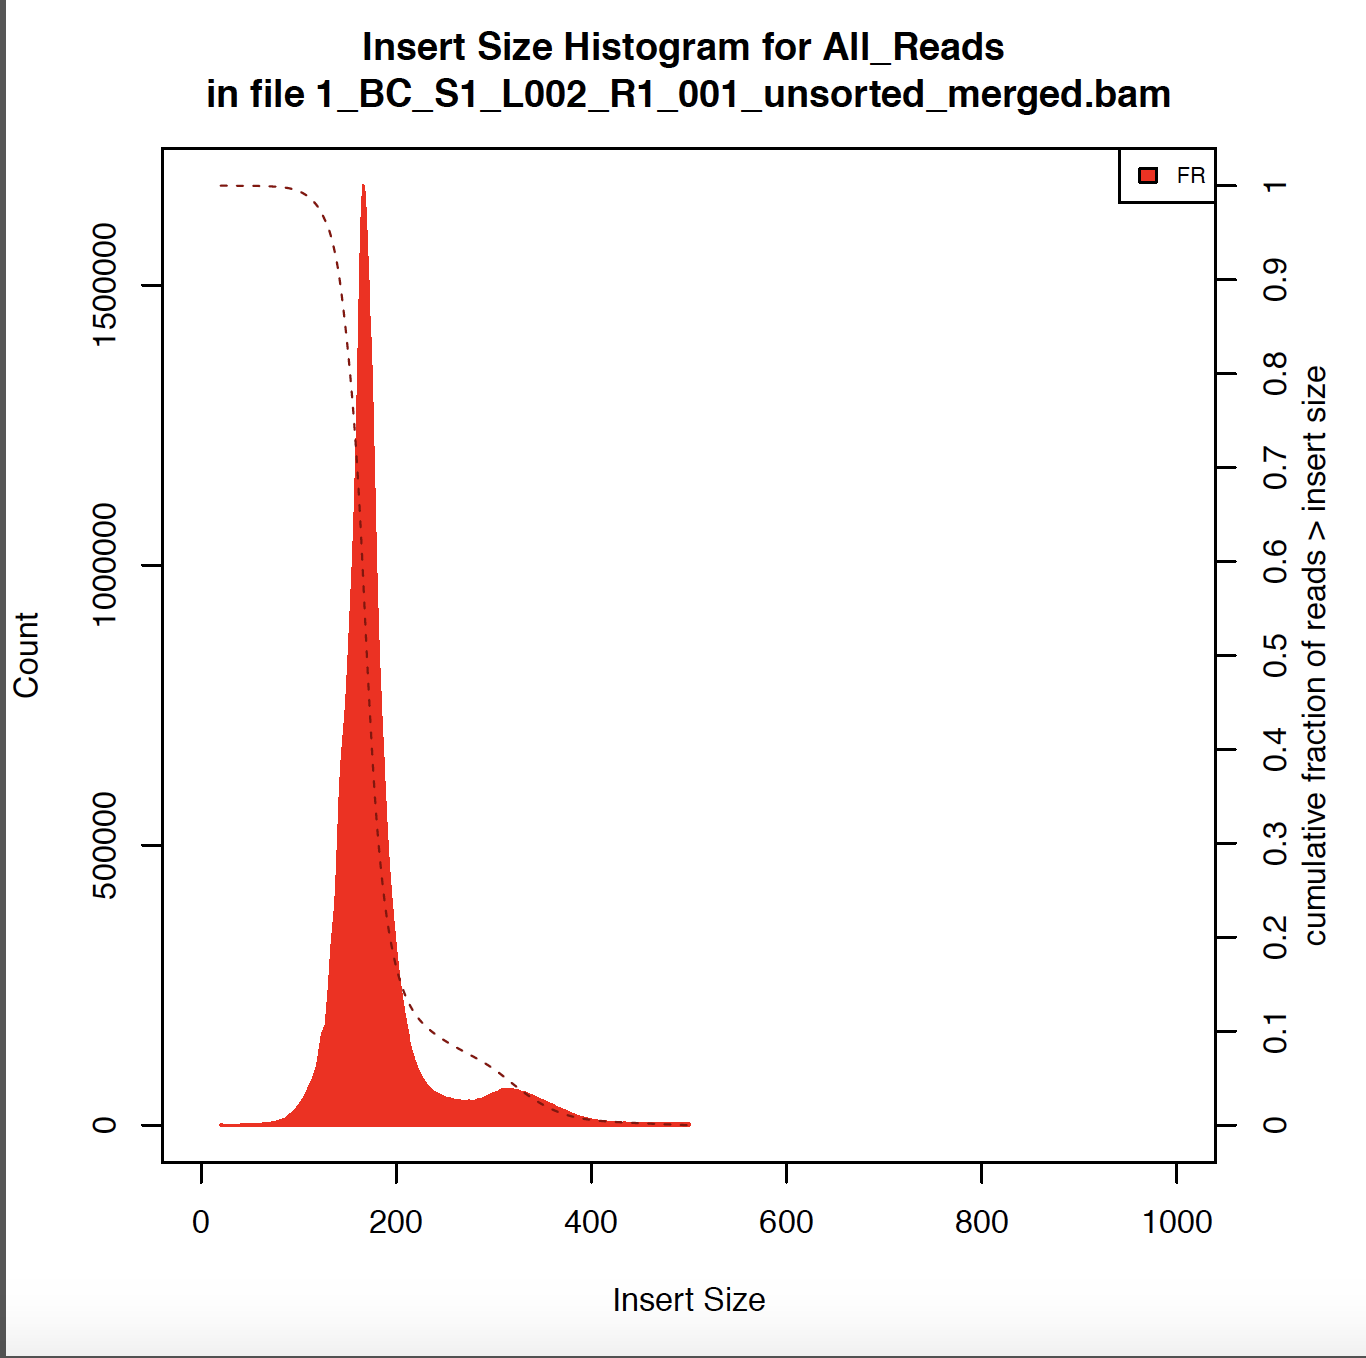 Insert Size Histogram for All_Reads
in file 1_BC_S1_L002_R1_001_unsorted_merged.bam
FR
Count
0
500000
1000000
1500000
0
0.1
0.2
0.3
0.4
0.5
0.6
0.7
0.8
0.9
1
cumulative fraction of reads > insert size
0 200 400 600 800 1000
Insert Size